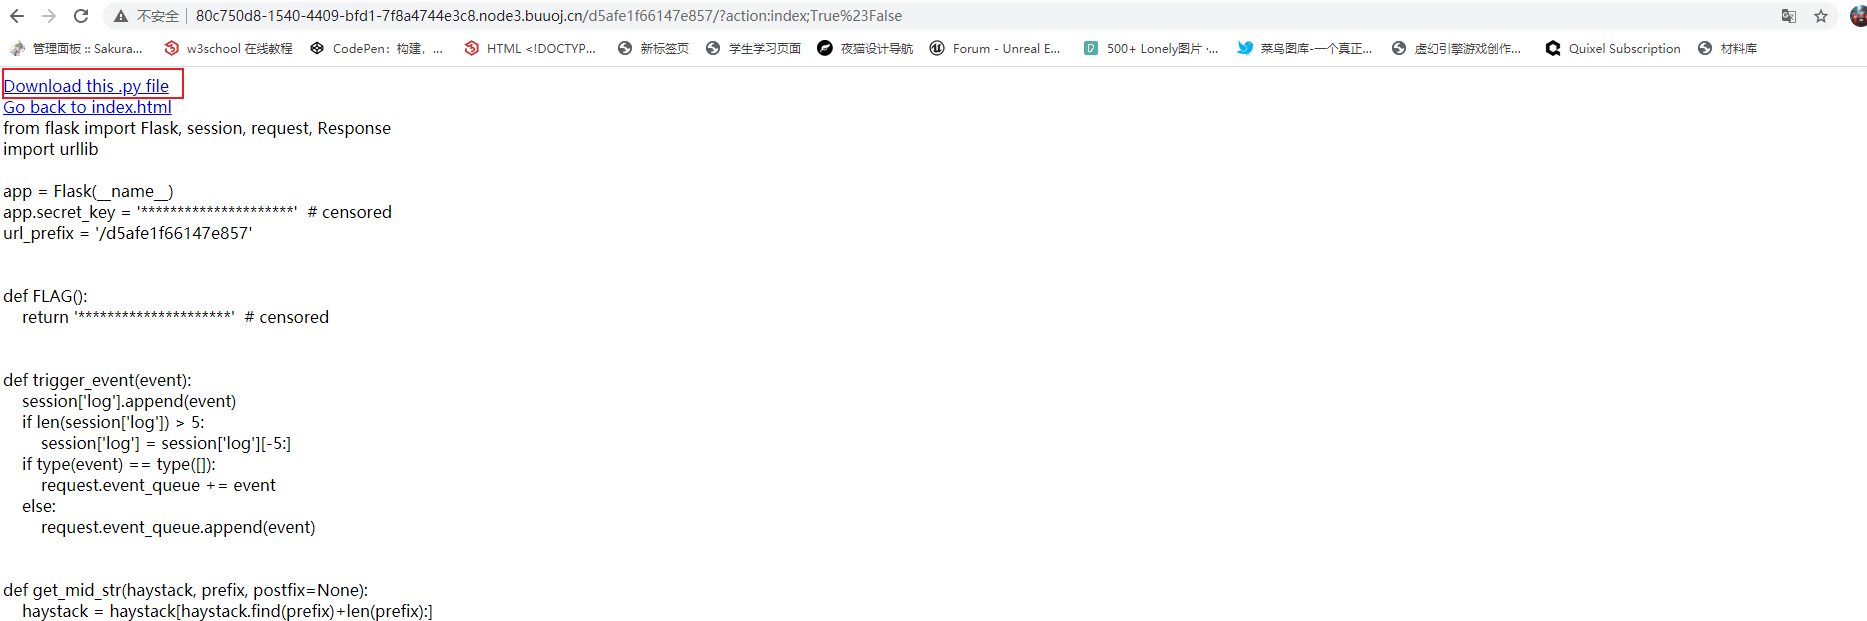 不安全 80c750d8-1540-4409-bfd1-7f8a4744e3c8.node3.buuoj.cn/d5afe1f66147e857/?action:index;True%23False
管理面板 :: Sakura... w3school 在线教程 CodePen：构建，... HTML <!DOCTYP... 新标签页 学生学习页面 夜猫设计导航 Forum - Unreal E... 500+ Lonely图片 ·... 菜鸟图库-一个真正... 虚幻引擎游戏创作... Quixel Subscription 材料库
Download this .py file
Go back to index.html
from flask import Flask, session, request, Response
import urllib
app = Flask(__name__)
app.secret_key = '*********************' # censored
url_prefix = '/d5afe1f66147e857'
def FLAG():
return '*********************' # censored
def trigger_event(event):
session['log'].append(event)
if len(session['log']) > 5:
session['log'] = session['log'][-5:]
if type(event) == type([]):
request.event_queue += event
else:
request.event_queue.append(event)
def get_mid_str(haystack, prefix, postfix=None):
haystack = haystack[haystack.find(prefix)+len(prefix):]